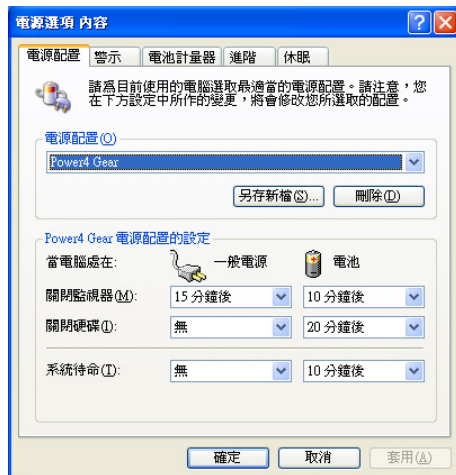 電源選項 內容
電源配置 警示 電池計量器 進階 休眠
請為目前使用的電腦選取最適當的電源配置。請注意，您
在下方設定中所作的變更，將會修改您所選取的配置。
電源配置(O)
Power4 Gear
另存新檔(S)... 刪除(D)
Power4 Gear 電源配置的設定
當電腦處在: 一般電源 電池
關閉監視器(M): 15 分鐘後 10 分鐘後
關閉硬碟(I): 無 20 分鐘後
系統待命(T): 無 10 分鐘後
確定 取消 套用(A)